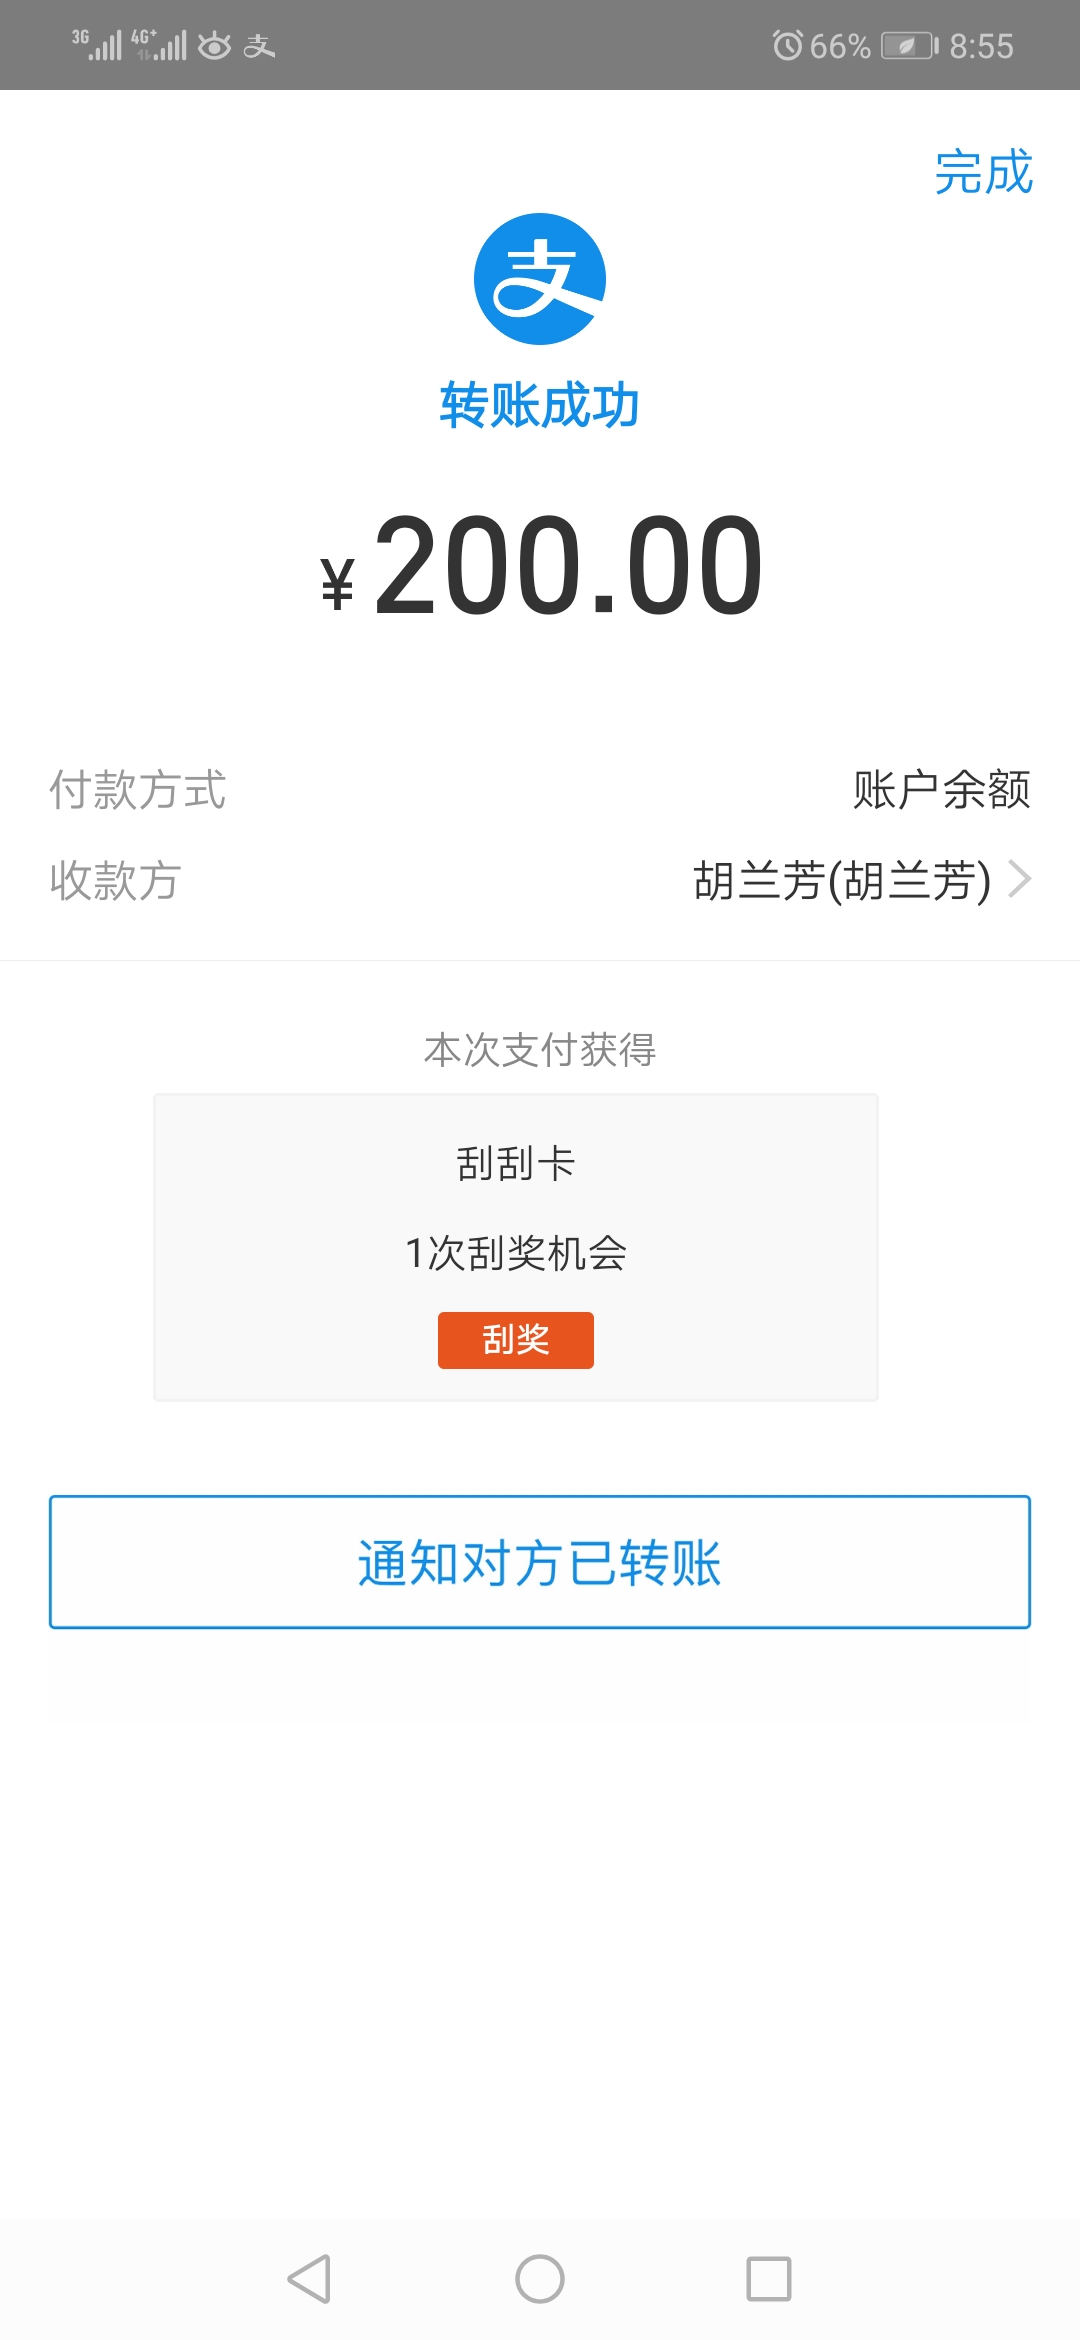 3G 4G+ 支 66% 8:55
完成
支
转账成功
¥200.00
付款方式 账户余额
收款方 胡兰芳(胡兰芳)
本次支付获得
刮刮卡
1次刮奖机会
刮奖
通知对方已转账